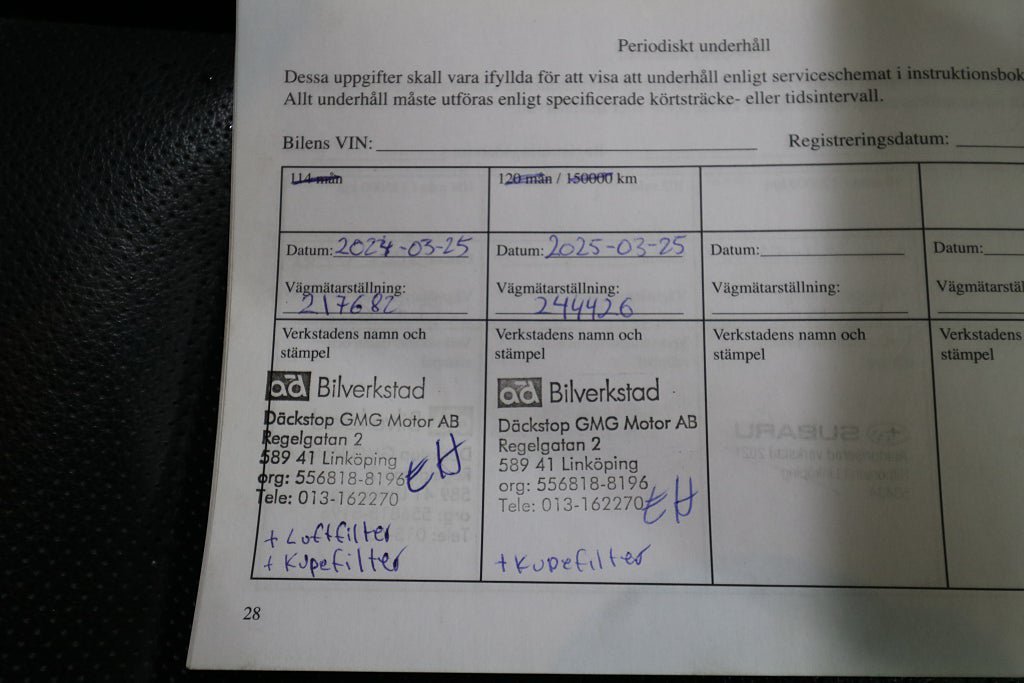 Periodiskt underhåll
Dessa uppgifter skall vara ifyllda för att visa att underhåll enligt serviceschemat i instruktionsbok
Allt underhåll måste utföras enligt specificerade körtsträcke- eller tidsintervall.
Bilens VIN:
Registreringsdatum:
114 mån
Datum: 2024-03-25
Vägmätarställning:
217682
Verkstadens namn och
stämpel
ad Bilverkstad
Däckstop GMG Motor AB
Regelgatan 2
589 41 Linköping
org: 556818-8196
Tele: 013-162270
EH
+ Luftfilter
+ Kupefilter
120 mån / 150000 km
Datum: 2025-03-25
Vägmätarställning:
244426
Verkstadens namn och
stämpel
ad Bilverkstad
Däckstop GMG Motor AB
Regelgatan 2
589 41 Linköping
org: 556818-8196
Tele: 013-162270
EH
+ Kupefilter
Datum:
Vägmätarställning:
Verkstadens namn och
stämpel
Datum:
Vägmätarstäl
Verkstadens
stämpel
SUBARU
28